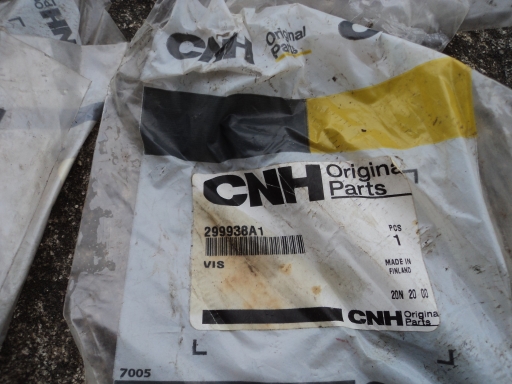 CNH Original
Parts
CNH Original
Parts
299938A1
PCS
1
VIS
MADE IN
FINLAND
20N 20 00
CNH Original
Parts
7005